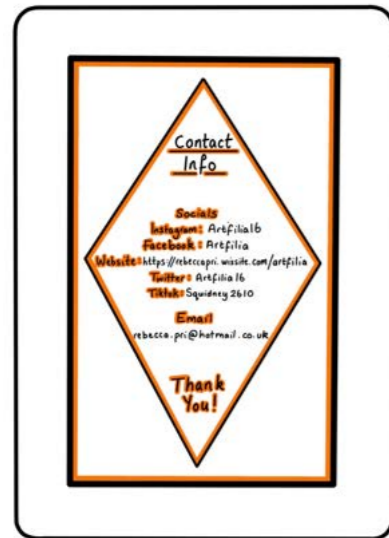 Contact
Info
Socials
Instagram: Artfilia16
Facebook: Artfilia
Website: https://rebeccapri.wixsite.com/artfilia
Twitter: Artfilia16
Tiktok: Squidney2610
Email
rebecca.pri@hotmail.co.uk
Thank
You!